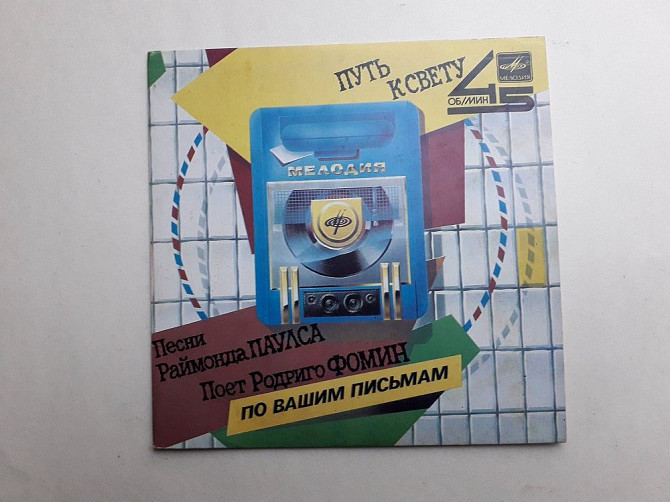 ПУТЬ
К СВЕТУ
МЕЛОДИЯ
45
ОБ/МИН
МЕЛОДИЯ
Песни
Раймонда ПАУЛСА
Поет Родриго ФОМИН
ПО ВАШИМ ПИСЬМАМ